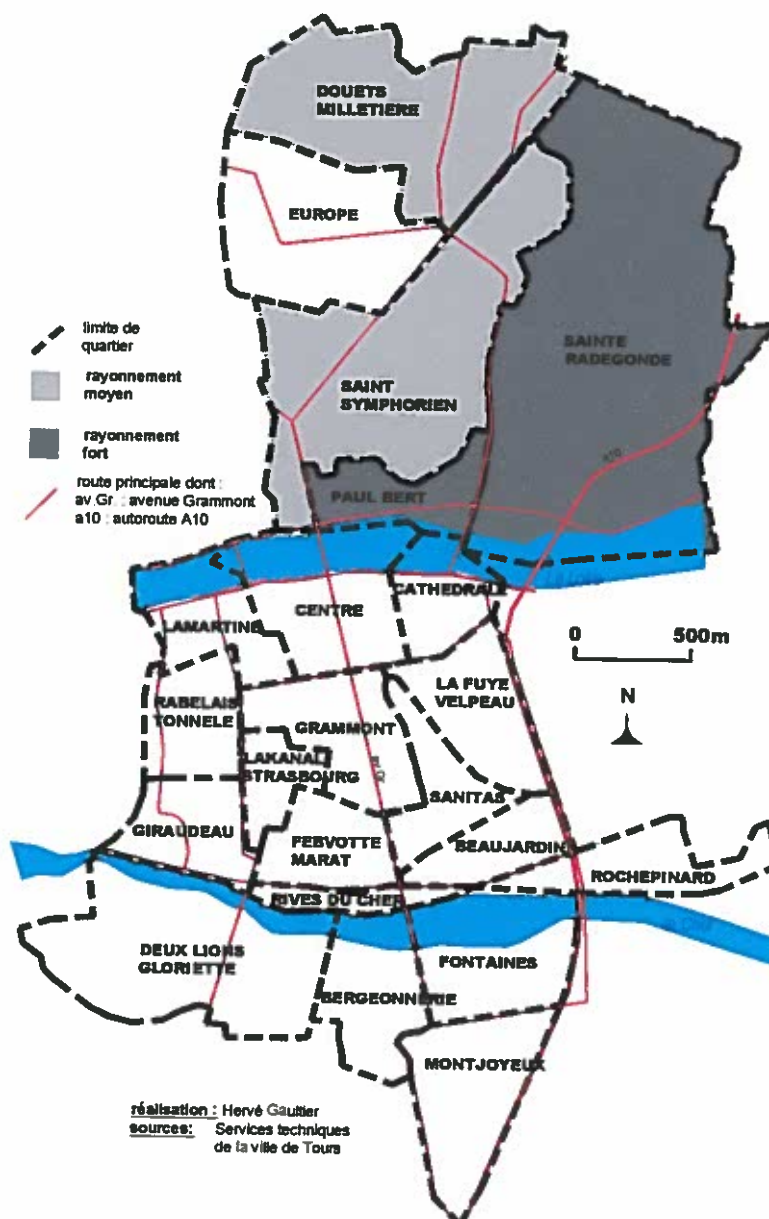 DOUETS
MILLETIERE
EUROPE
limite de
quartier
rayonnement
moyen
rayonnement
fort
route principale dont :
av.Gr. : avenue Grammont
a10 : autoroute A10
SAINTE
RADEGONDE
SAINT
SYMPHORIEN
A10
PAUL BERT
CATHEDRALE
CENTRE
LAMARTINE
0 500m
N
LA FUYE
VELPEAU
RABELAIS
TONNELE
GRAMMONT
LAKANAL
STRASBOURG
SANITAS
GIRAUDEAU
FEBVOTTE
MARAT
BEAUJARDIN
ROCHEPINARD
RIVES DU CHER
DEUX LIONS
GLORIETTE
FONTAINES
BERGEONNERIE
MONTJOYEUX
réalisation : Hervé Gaultier
sources: Services techniques
de la ville de Tours